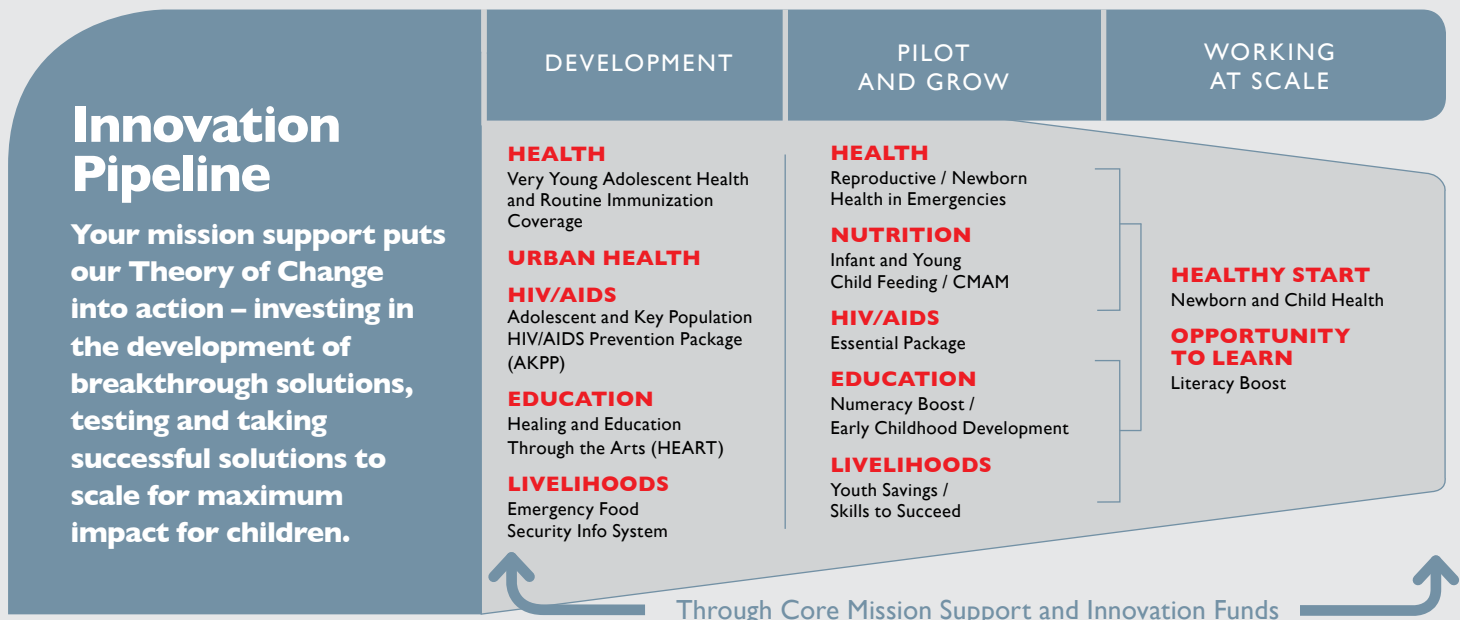 Innovation
Pipeline
Your mission support puts
our Theory of Change
into action – investing in
the development of
breakthrough solutions,
testing and taking
successful solutions to
scale for maximum
impact for children.
DEVELOPMENT
HEALTH
Very Young Adolescent Health
and Routine Immunization
Coverage
URBAN HEALTH
HIV/AIDS
Adolescent and Key Population
HIV/AIDS Prevention Package
(AKPP)
EDUCATION
Healing and Education
Through the Arts (HEART)
LIVELIHOODS
Emergency Food
Security Info System
PILOT
AND GROW
HEALTH
Reproductive / Newborn
Health in Emergencies
NUTRITION
Infant and Young
Child Feeding / CMAM
HIV/AIDS
Essential Package
EDUCATION
Numeracy Boost /
Early Childhood Development
LIVELIHOODS
Youth Savings /
Skills to Succeed
WORKING
AT SCALE
HEALTHY START
Newborn and Child Health
OPPORTUNITY
TO LEARN
Literacy Boost
Through Core Mission Support and Innovation Funds